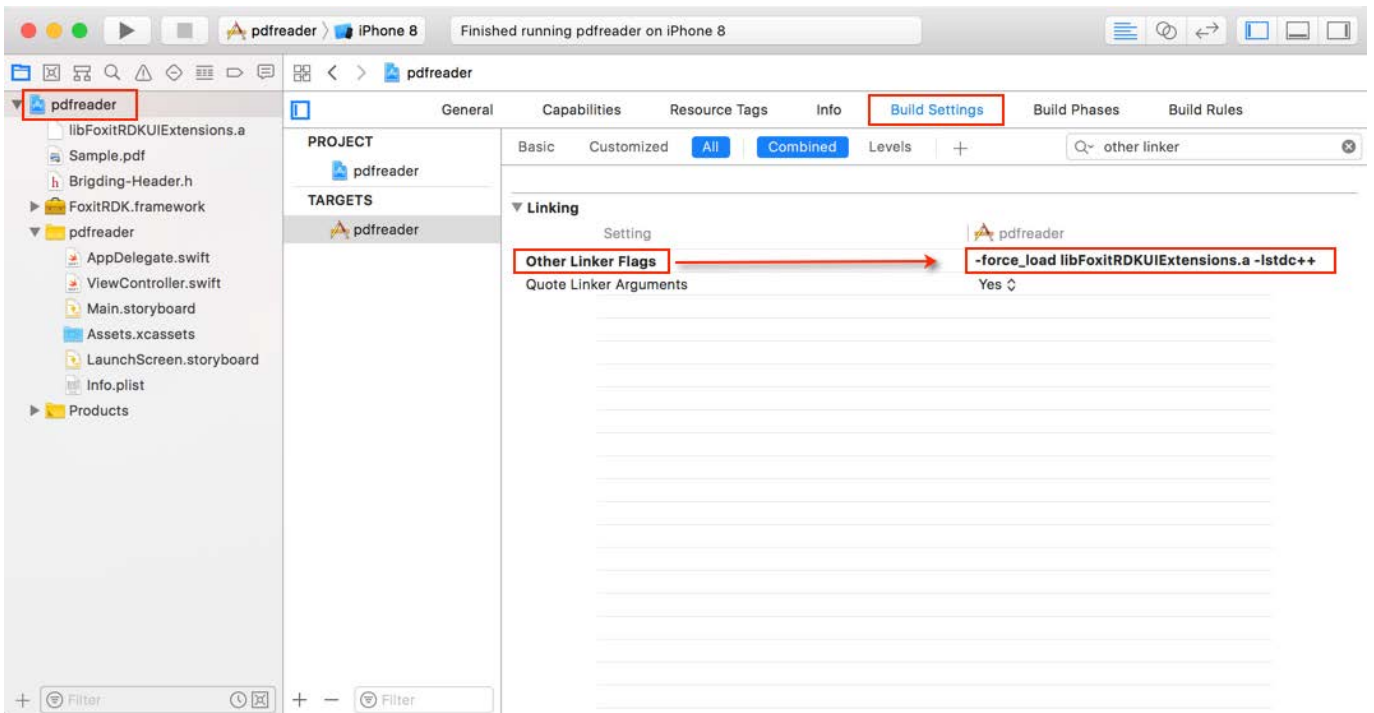 pdfreader 〉 iPhone 8
Finished running pdfreader on iPhone 8
pdfreader
pdfreader
libFoxitRDKUIExtensions.a
Sample.pdf
Brigding-Header.h
FoxitRDK.framework
pdfreader
AppDelegate.swift
ViewController.swift
Main.storyboard
Assets.xcassets
LaunchScreen.storyboard
Info.plist
Products
Filter
General Capabilities Resource Tags Info Build Settings Build Phases Build Rules
PROJECT
pdfreader
TARGETS
pdfreader
Filter
Basic Customized All Combined Levels + other linker
Linking
Setting pdfreader
Other Linker Flags -force_load libFoxitRDKUIExtensions.a -lstdc++
Quote Linker Arguments Yes